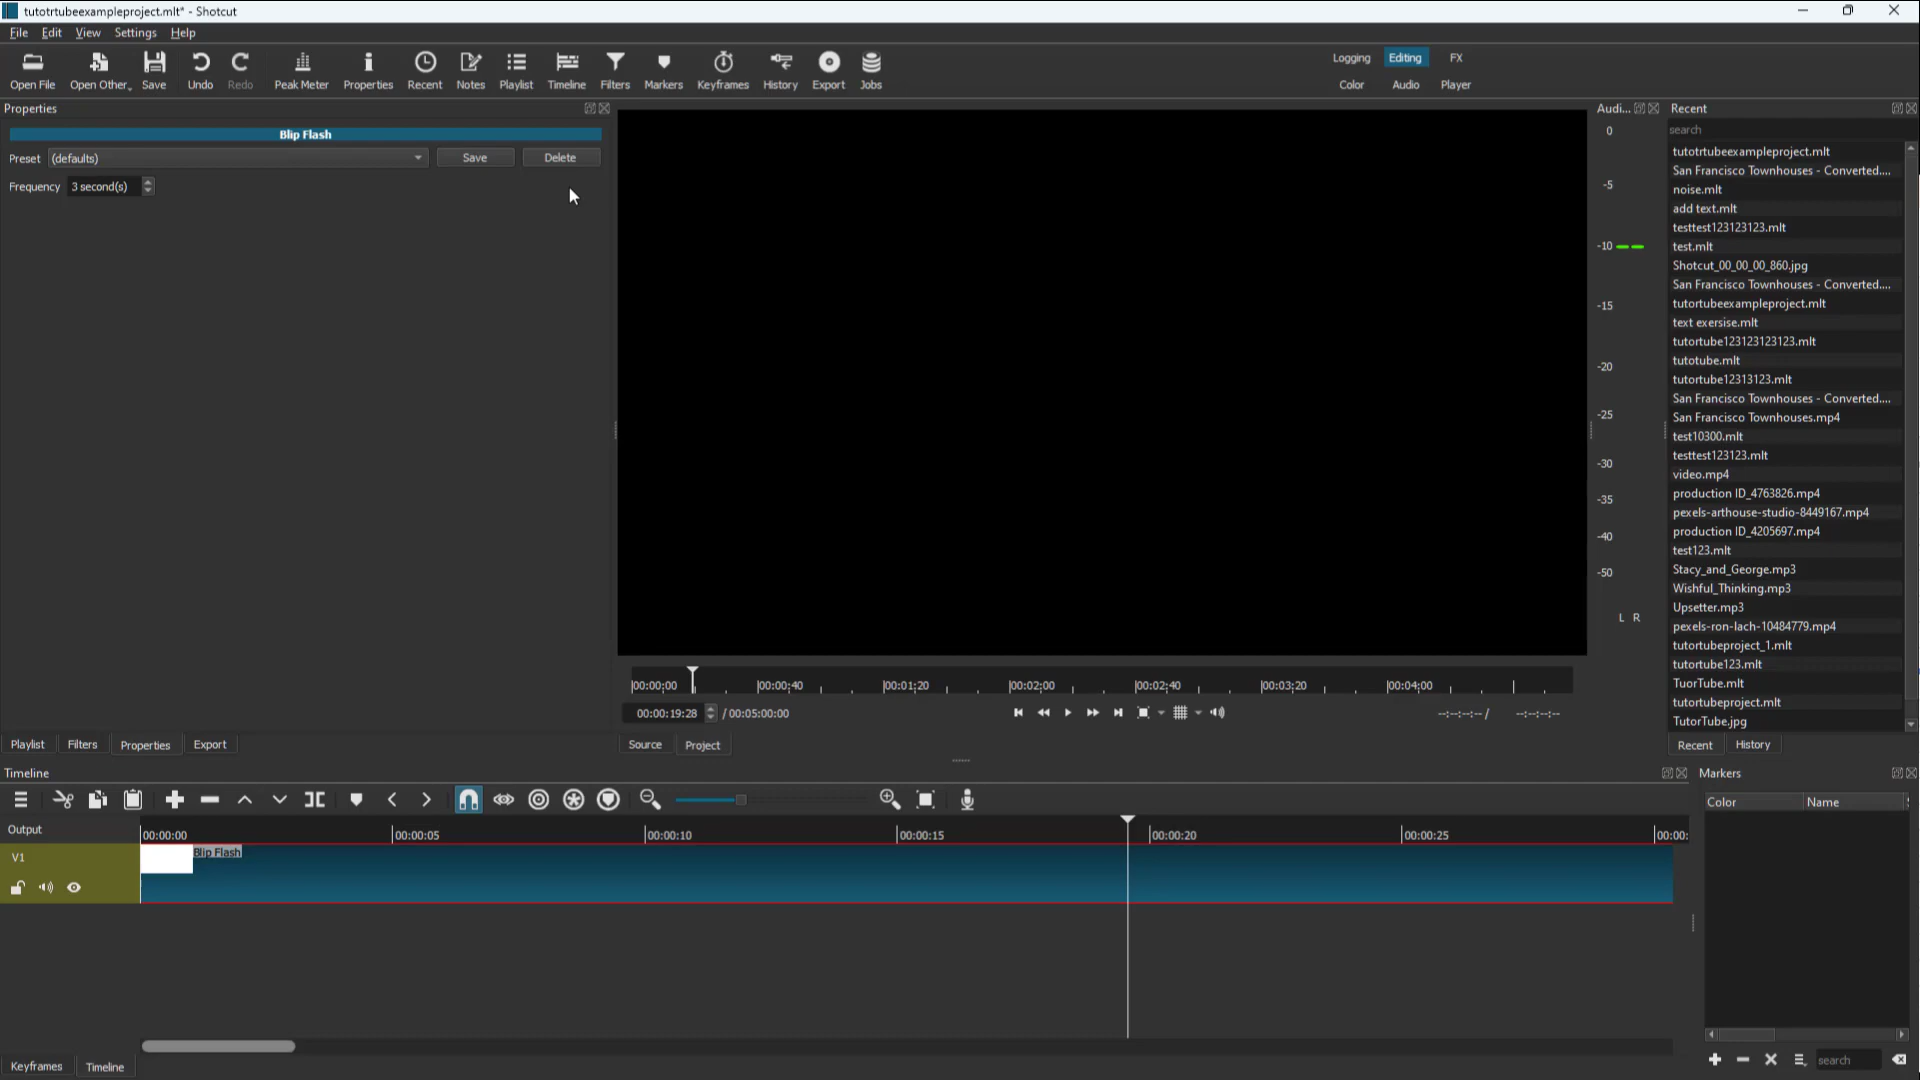 tutotrtubeexampleproject.mlt* - Shotcut
File Edit View Settings Help
Open File Open Other... Save Undo Redo Peak Meter Properties Recent Notes Playlist Timeline Filters Markers Keyframes History Export Jobs
Logging Editing FX
Color Audio Player
Properties
Blip Flash
Preset (defaults) Save Delete
Frequency 3 second(s)
Audi...
0
-5
-10
-15
-20
-25
-30
-35
-40
-50
L R
Recent
search
tutotrtubeexampleproject.mlt
San Francisco Townhouses - Converted....
noise.mlt
add text.mlt
testtest123123123.mlt
test.mlt
Shotcut_00_00_00_860.jpg
San Francisco Townhouses - Converted....
tutortubeexampleproject.mlt
text exersise.mlt
tutortube123123123123.mlt
tutotube.mlt
tutortube12313123.mlt
San Francisco Townhouses - Converted....
San Francisco Townhouses.mp4
test10300.mlt
testtest123123.mlt
video.mp4
production ID_4763826.mp4
pexels-arthouse-studio-8449167.mp4
production ID_4205697.mp4
test123.mlt
Stacy_and_George.mp3
Wishful_Thinking.mp3
Upsetter.mp3
pexels-ron-lach-10484779.mp4
tutortubeproject_1.mlt
tutortube123.mlt
TuorTube.mlt
tutortubeproject.mlt
TutorTube.jpg
00:00;00 00:00;40 00:01;20 00:02;00 00:02;40 00:03;20 00:04;00
00:00:19:28 / 00:05:00:00 --:--:--:-- / --:--:--:--
Playlist Filters Properties Export
Source Project
Recent History
Timeline
Markers
Color Name
Output
00:00:00 00:00:05 00:00:10 00:00:15 00:00:20 00:00:25 00:00:
V1
Blip Flash
Keyframes Timeline
search